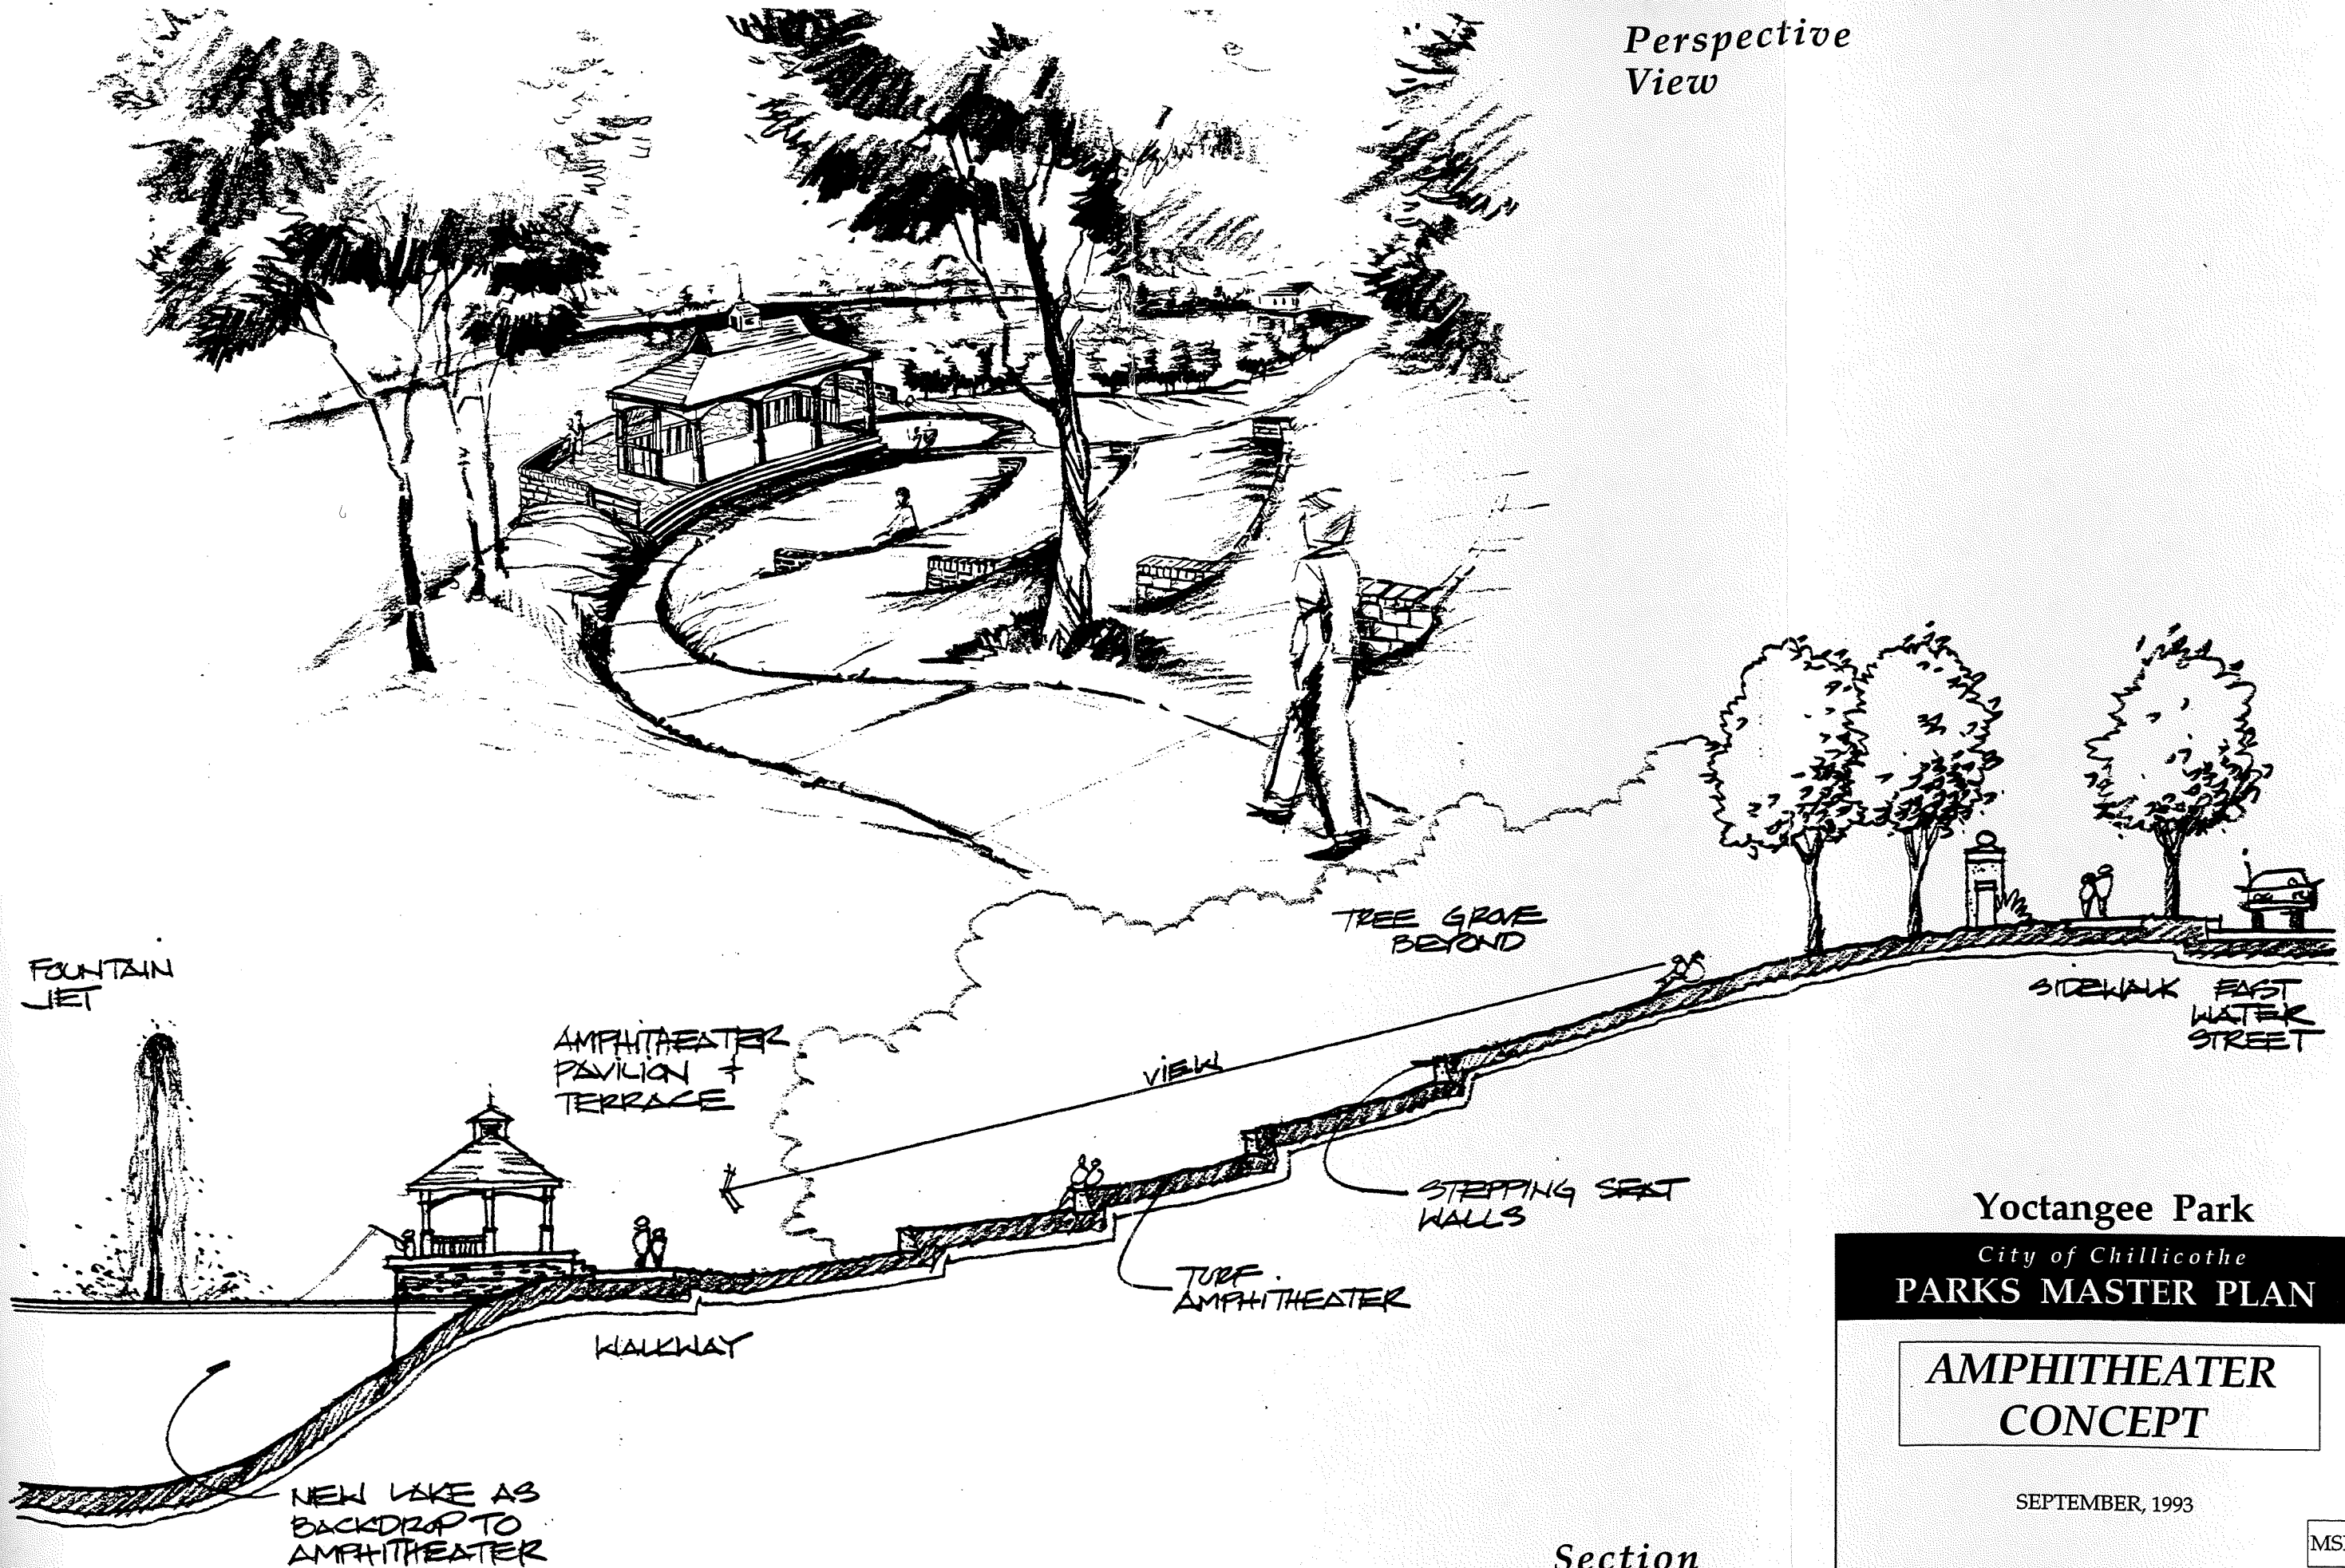 Perspective
View
TREE GROVE
BEYOND
FOUNTAIN
JET
SIDEWALK
EAST
WATER
STREET
AMPHITHEATER
PAVILION +
TERRACE
VIEW
STEPPING SEAT
WALLS
TURF
AMPHITHEATER
WALKWAY
NEW LAKE AS
BACKDROP TO
AMPHITHEATER
Yoctangee Park
City of Chillicothe
PARKS MASTER PLAN
AMPHITHEATER
CONCEPT
SEPTEMBER, 1993
Section